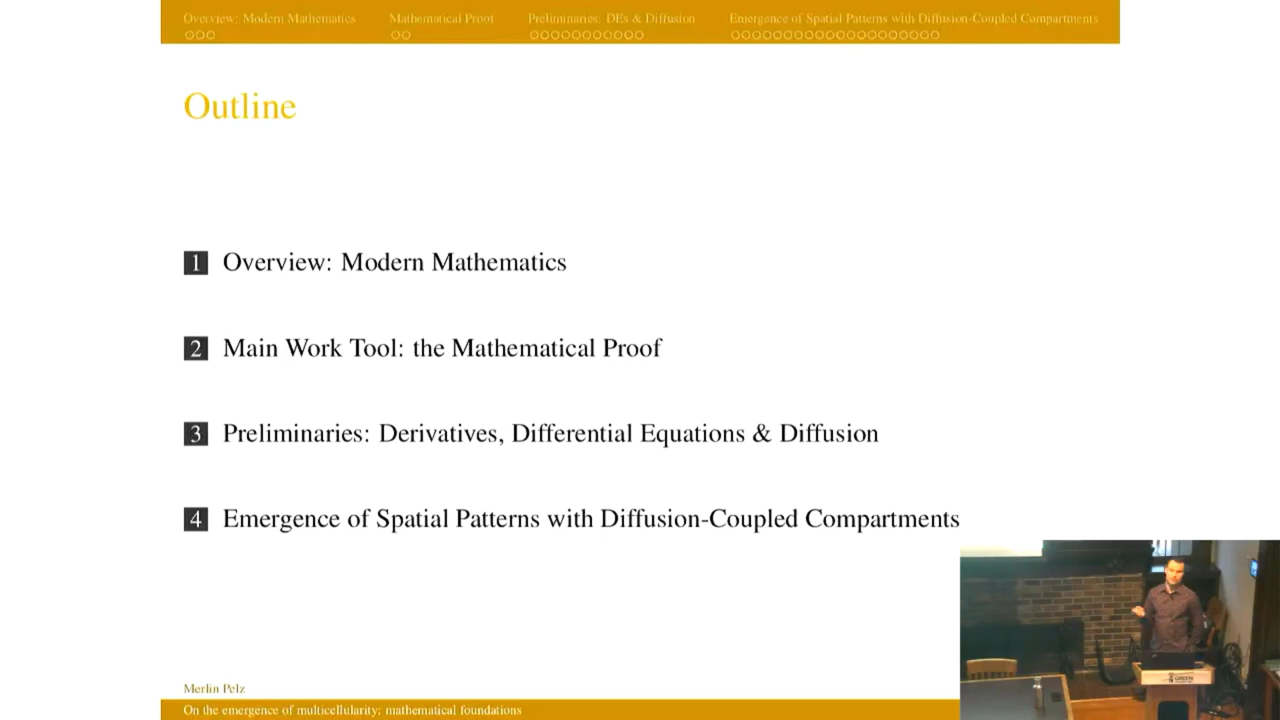 Overview: Modern Mathematics
Mathematical Proof
Preliminaries: DEs & Diffusion
Emergence of Spatial Patterns with Diffusion-Coupled Compartments
Outline
1 Overview: Modern Mathematics
2 Main Work Tool: the Mathematical Proof
3 Preliminaries: Derivatives, Differential Equations & Diffusion
4 Emergence of Spatial Patterns with Diffusion-Coupled Compartments
Merlin Pelz
On the emergence of multicellularity: mathematical foundations
GREEN